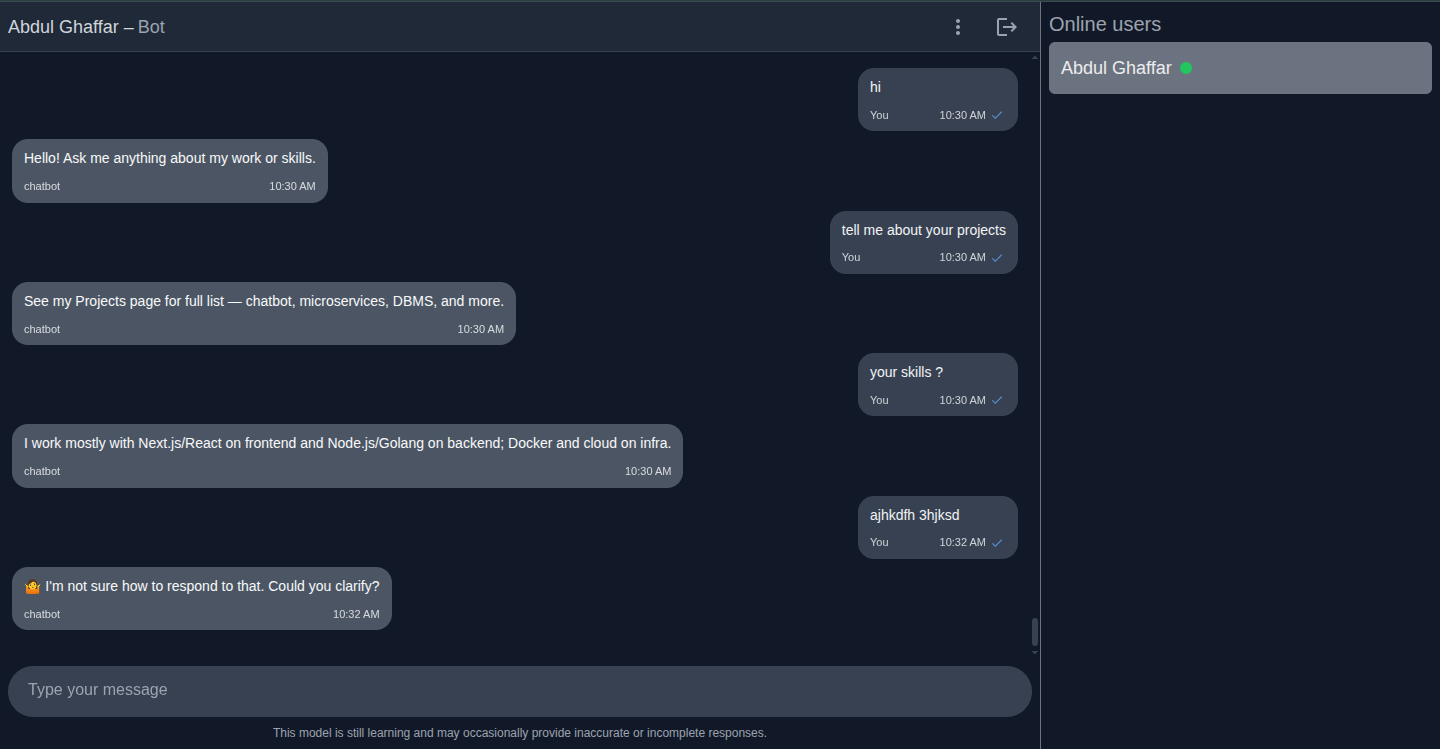 Abdul Ghaffar – Bot
Online users
Abdul Ghaffar
hi
You 10:30 AM
Hello! Ask me anything about my work or skills.
chatbot 10:30 AM
tell me about your projects
You 10:30 AM
See my Projects page for full list — chatbot, microservices, DBMS, and more.
chatbot 10:30 AM
your skills ?
You 10:30 AM
I work mostly with Next.js/React on frontend and Node.js/Golang on backend; Docker and cloud on infra.
chatbot 10:30 AM
ajhkdfh 3hjksd
You 10:32 AM
🤷 I'm not sure how to respond to that. Could you clarify?
chatbot 10:32 AM
Type your message
This model is still learning and may occasionally provide inaccurate or incomplete responses.